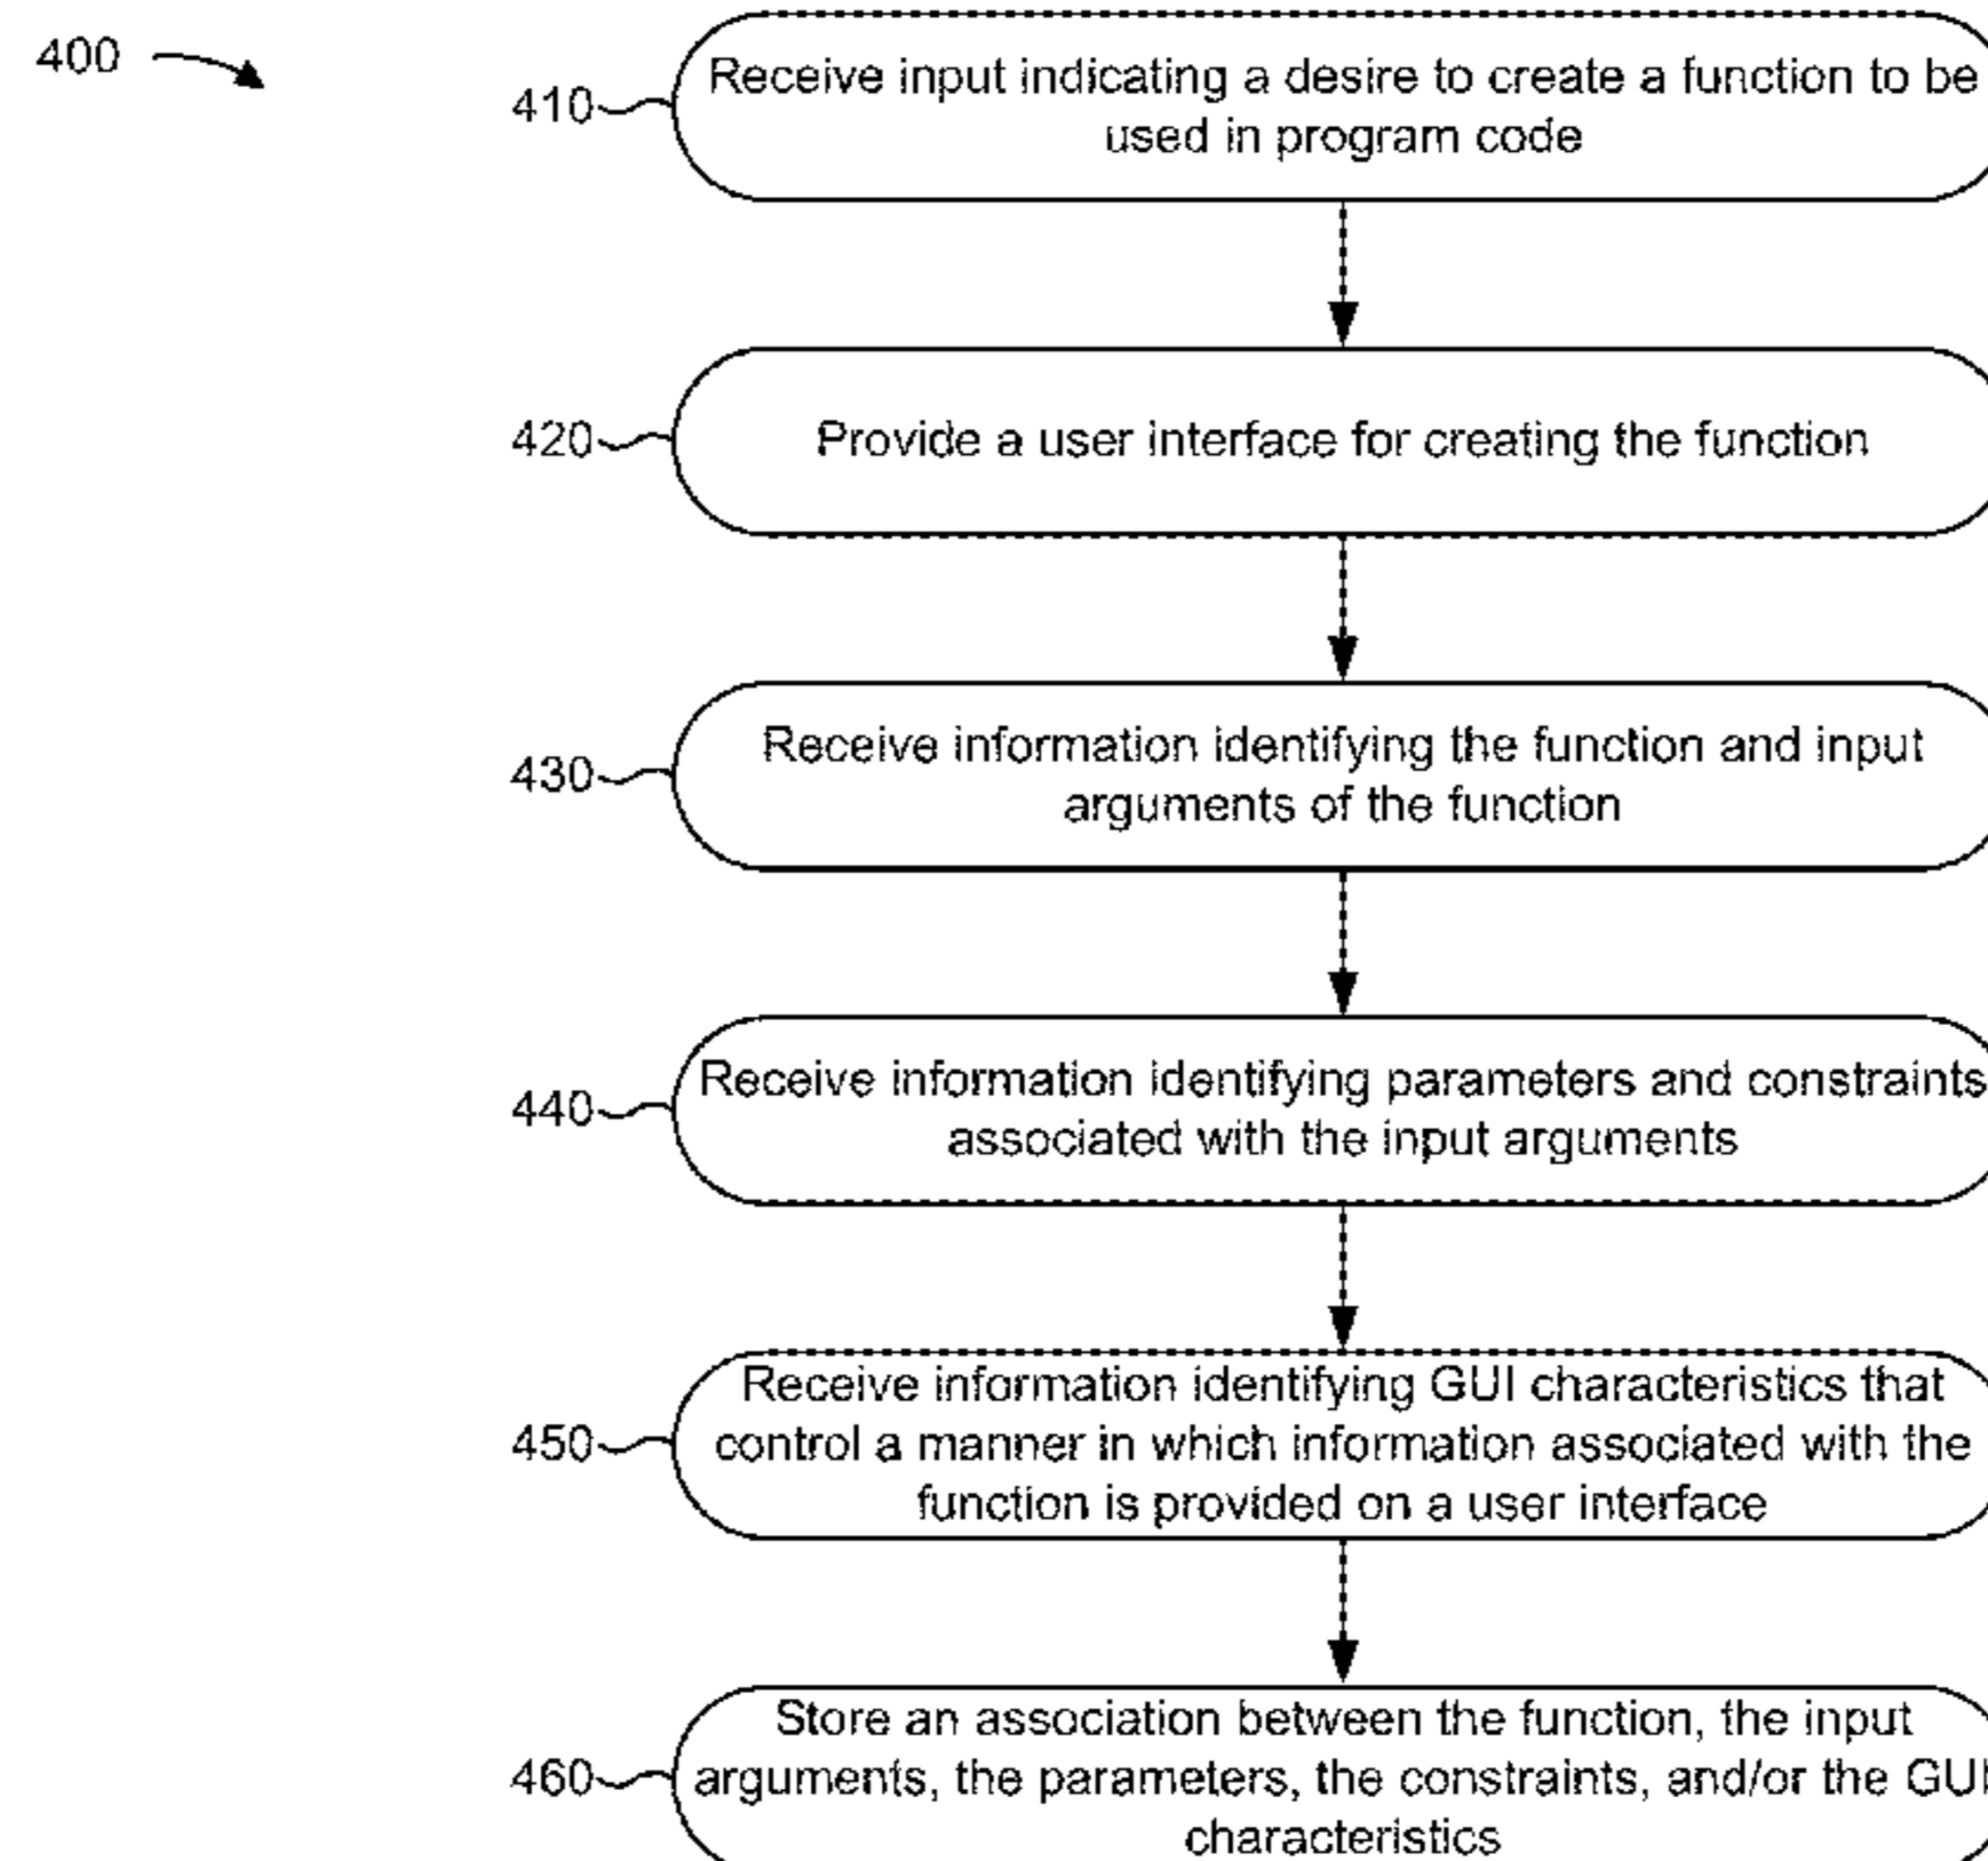 400
410
Receive input indicating a desire to create a function to be
used in program code
420
Provide a user interface for creating the function
430
Receive information identifying the function and input
arguments of the function
440
Receive information identifying parameters and constraints
associated with the input arguments
450
Receive information identifying GUI characteristics that
control a manner in which information associated with the
function is provided on a user interface
460
Store an association between the function, the input
arguments, the parameters, the constraints, and/or the GUI
characteristics